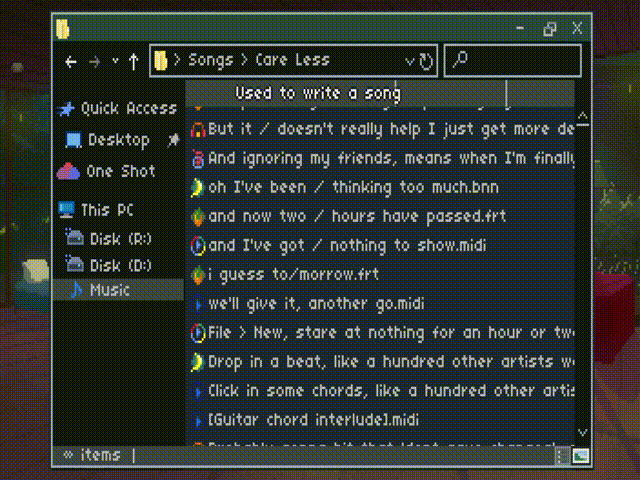 Songs > Care Less
Used to write a song
Quick Access
Desktop
One Shot
This PC
Disk (R:)
Disk (D:)
Music
But it / doesn't really help I just get more de
And ignoring my friends, means when I'm finally
oh I've been / thinking too much.bnn
and now two / hours have passed.frt
and I've got / nothing to show.midi
i guess to/morrow.frt
we'll give it, another go.midi
File > New, stare at nothing for an hour or two
Drop in a beat, like a hundred other artists w
Click in some chords, like a hundred other artis
[Guitar chord interlude].midi
∞ items |